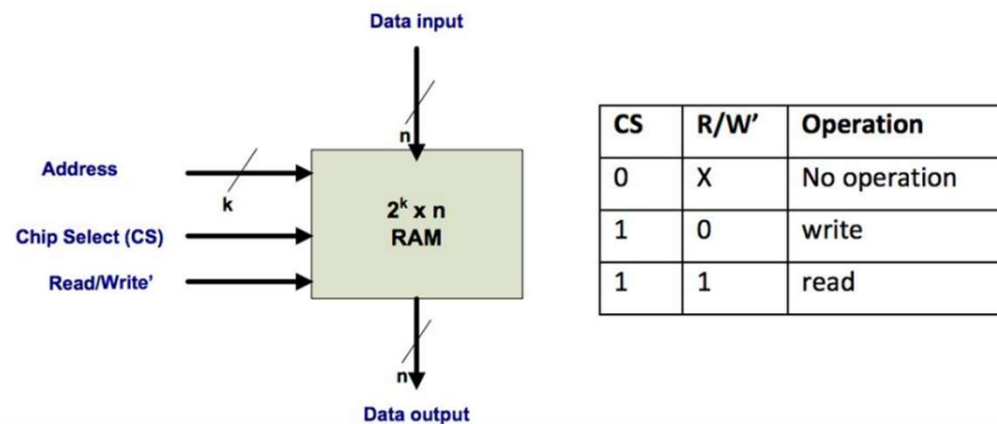 Data input
n
Address
k
Chip Select (CS)
Read/Write'
2^k x n
RAM
n
Data output
CS R/W’ Operation
0 X No operation
1 0 write
1 1 read